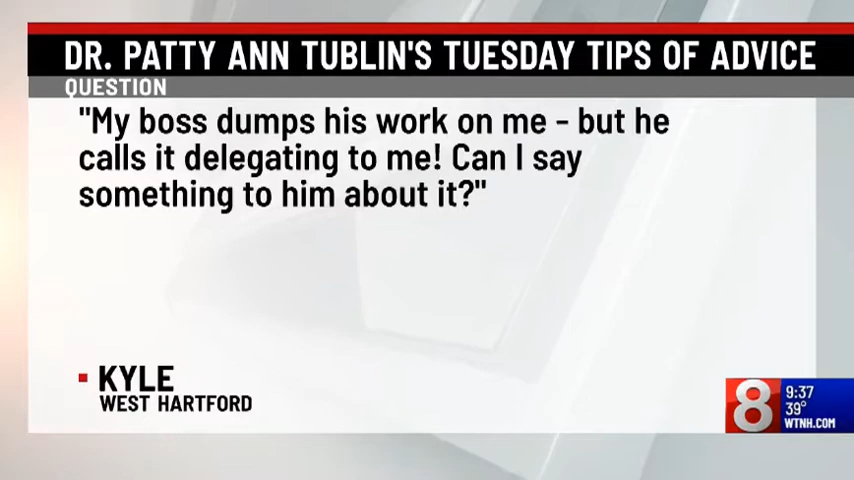 DR. PATTY ANN TUBLIN'S TUESDAY TIPS OF ADVICE
QUESTION
"My boss dumps his work on me - but he
calls it delegating to me! Can I say
something to him about it?"
KYLE
WEST HARTFORD
8
9:37
39°
WTNH.COM